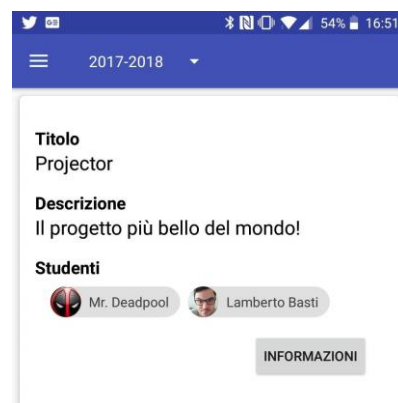 54% 16:51
2017-2018
Titolo
Projector
Descrizione
Il progetto più bello del mondo!
Studenti
Mr. Deadpool Lamberto Basti
INFORMAZIONI